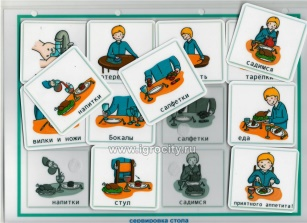 садимся
тарелки
напитки
салфетки
вилки и ножи
Бокалы
салфетки
еда
www.igrocity.ru
напитки
стул
садимся
приятного аппетита!
сервировка стола